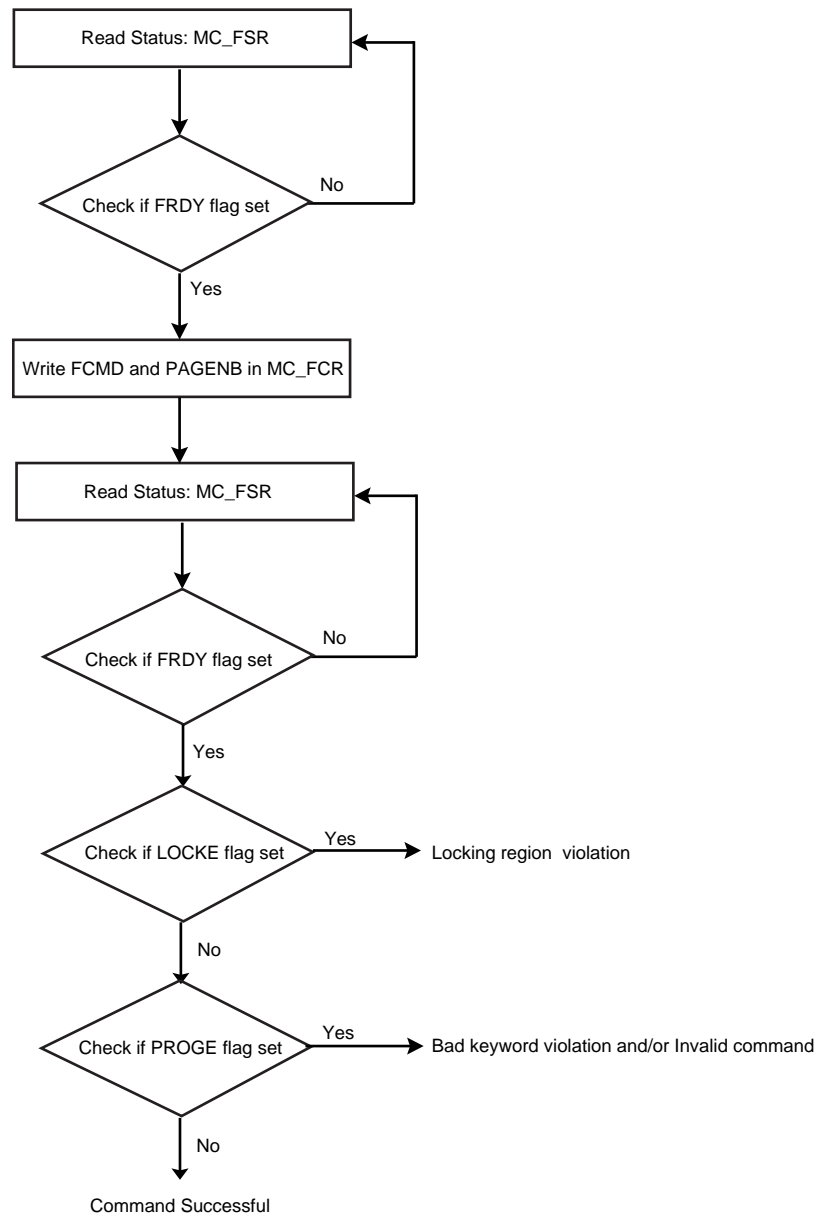 Read Status: MC_FSR
No
Check if FRDY flag set
Yes
Write FCMD and PAGENB in MC_FCR
Read Status: MC_FSR
No
Check if FRDY flag set
Yes
Check if LOCKE flag set
Yes
Locking region violation
No
Check if PROGE flag set
Yes
Bad keyword violation and/or Invalid command
No
Command Successful